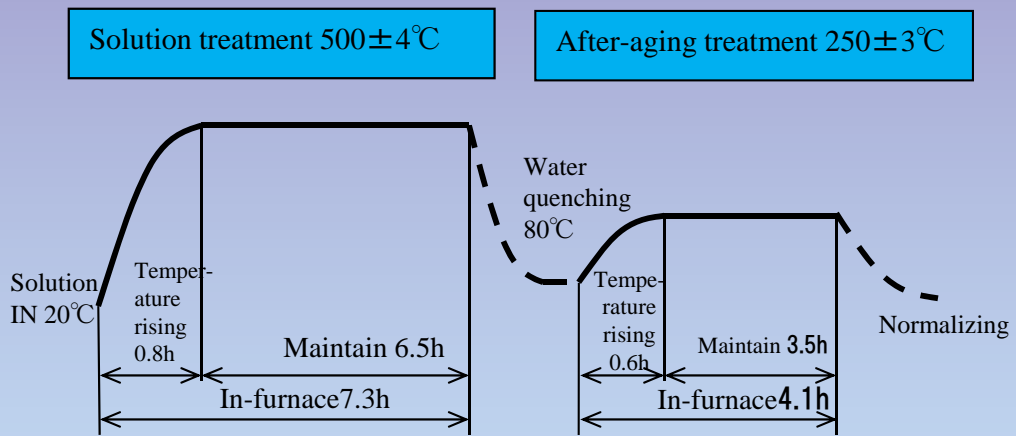 Solution treatment 500±4℃
After-aging treatment 250±3℃
Water
quenching
80℃
Solution
IN 20℃
Temper-
ature
rising
0.8h
Maintain 6.5h
In-furnace7.3h
Tempe-
rature
rising
0.6h
Maintain 3.5h
In-furnace4.1h
Normalizing